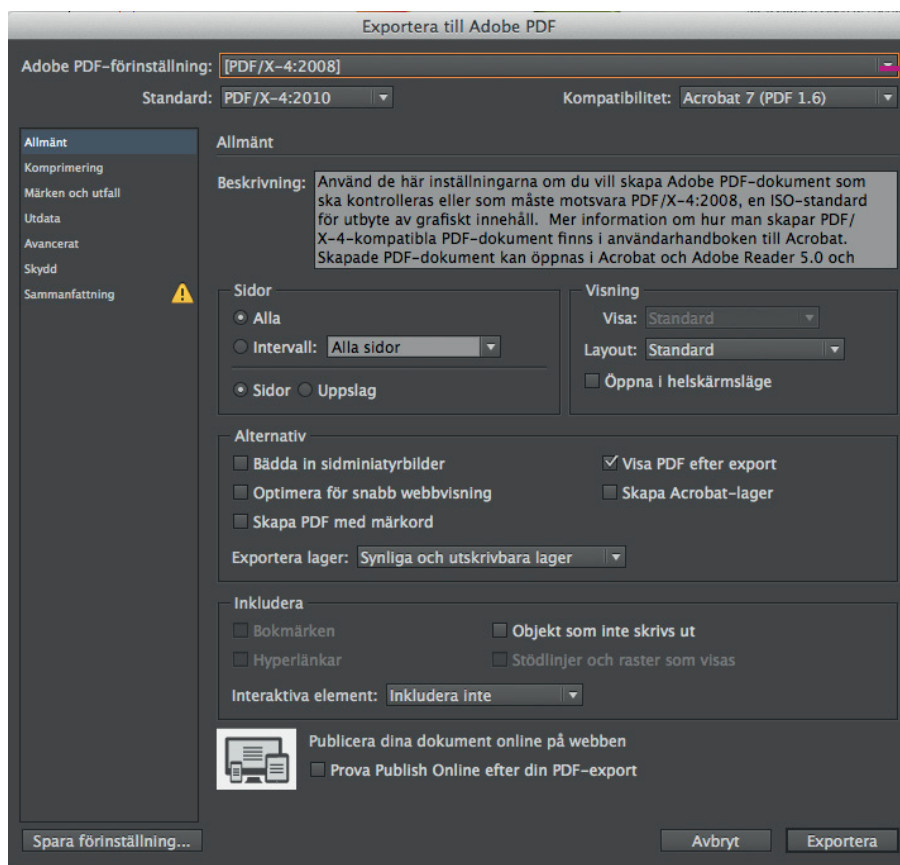 Exportera till Adobe PDF
Adobe PDF-förinställning: [PDF/X-4:2008]
Standard: PDF/X-4:2010 Kompatibilitet: Acrobat 7 (PDF 1.6)
Allmänt
Komprimering
Märken och utfall
Utdata
Avancerat
Skydd
Sammanfattning
Allmänt
Beskrivning: Använd de här inställningarna om du vill skapa Adobe PDF-dokument som
ska kontrolleras eller som måste motsvara PDF/X-4:2008, en ISO-standard
för utbyte av grafiskt innehåll. Mer information om hur man skapar PDF/
X-4-kompatibla PDF-dokument finns i användarhandboken till Acrobat.
Skapade PDF-dokument kan öppnas i Acrobat och Adobe Reader 5.0 och
Sidor
Alla
Intervall: Alla sidor
Sidor Uppslag
Visning
Visa: Standard
Layout: Standard
Öppna i helskärmsläge
Alternativ
Bädda in sidminiatyrbilder
Optimera för snabb webbvisning
Skapa PDF med märkord
Visa PDF efter export
Skapa Acrobat-lager
Exportera lager: Synliga och utskrivbara lager
Inkludera
Bokmärken
Hyperlänkar
Objekt som inte skrivs ut
Stödlinjer och raster som visas
Interaktiva element: Inkludera inte
Publicera dina dokument online på webben
Prova Publish Online efter din PDF-export
Spara förinställning... Avbryt Exportera